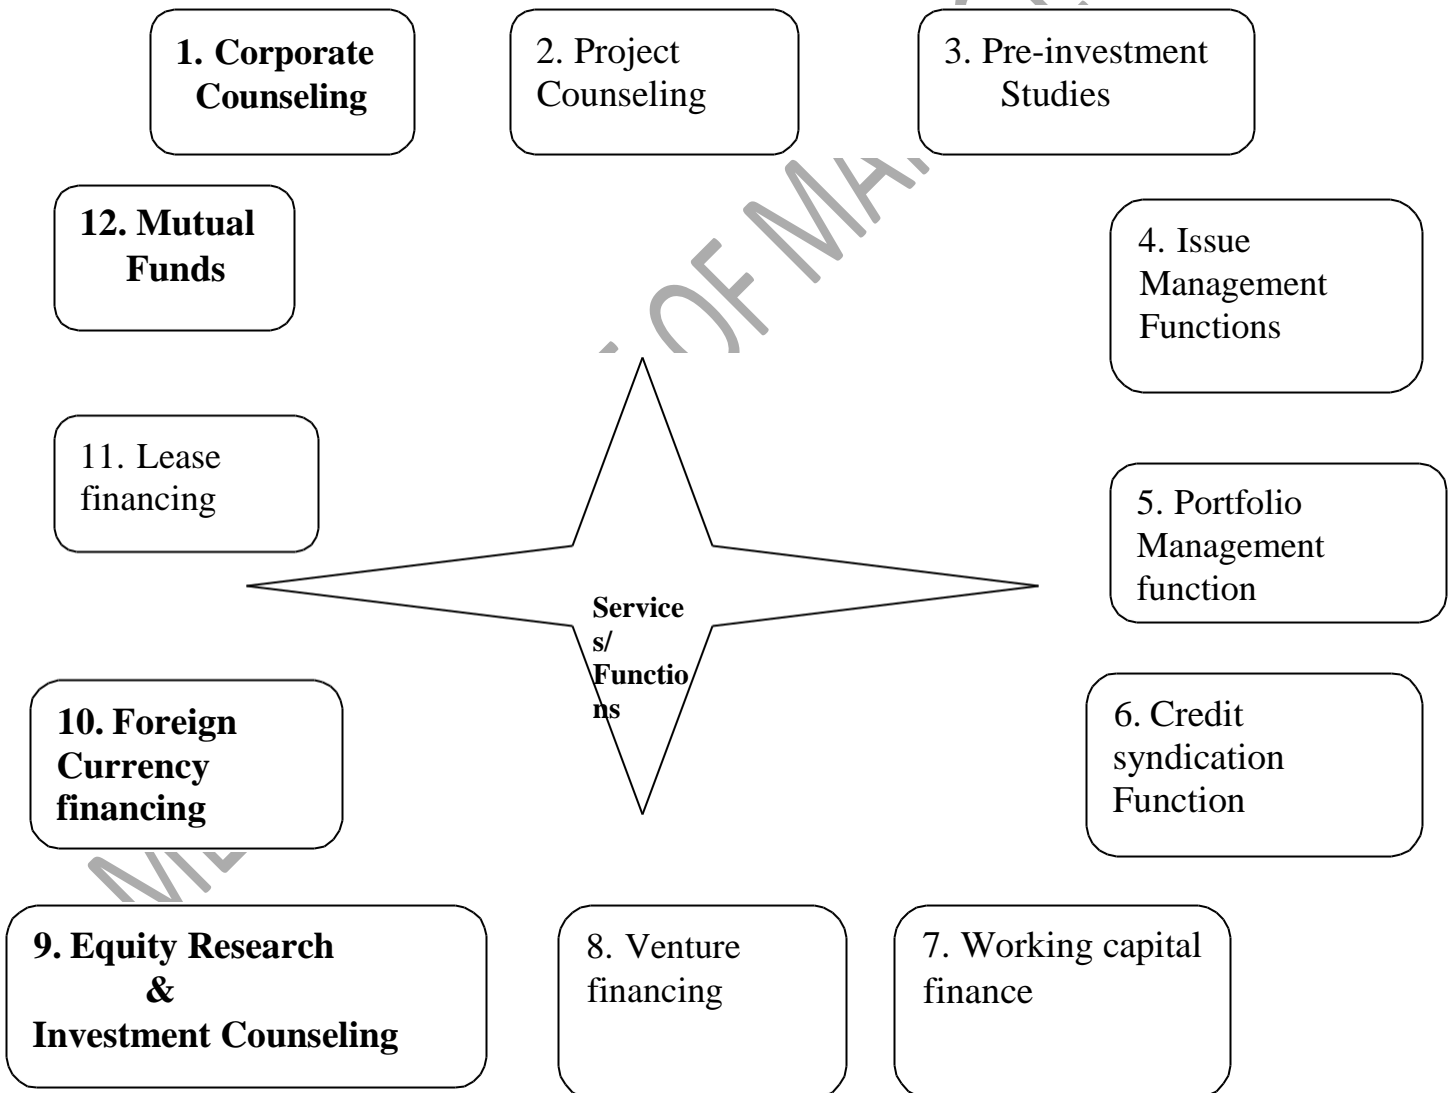 1. Corporate
Counseling
2. Project
Counseling
3. Pre-investment
Studies
12. Mutual
Funds
4. Issue
Management
Functions
OF
11. Lease
financing
5. Portfolio
Management
function
Service
s/
Functio
ns
10. Foreign
Currency
financing
6. Credit
syndication
Function
9. Equity Research
&
Investment Counseling
8. Venture
financing
7. Working capital
finance